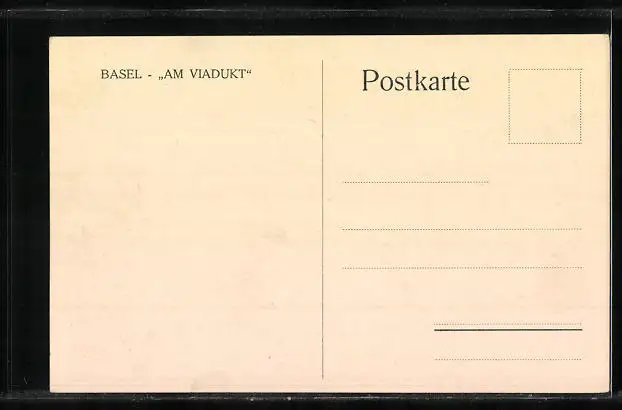 BASEL - „AM VIADUKT“
Postkarte